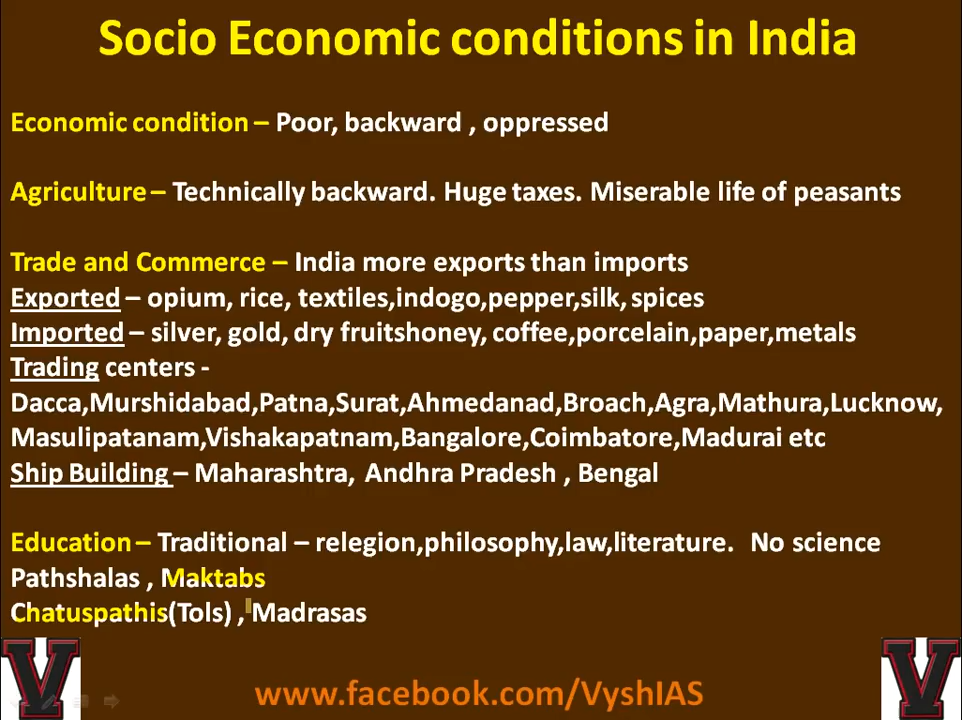 Socio Economic conditions in India
Economic condition – Poor, backward , oppressed
Agriculture – Technically backward. Huge taxes. Miserable life of peasants
Trade and Commerce – India more exports than imports
Exported – opium, rice, textiles,indogo,pepper,silk, spices
Imported – silver, gold, dry fruitshoney, coffee,porcelain,paper,metals
Trading centers -
Dacca,Murshidabad,Patna,Surat,Ahmedanad,Broach,Agra,Mathura,Lucknow,
Masulipatanam,Vishakapatnam,Bangalore,Coimbatore,Madurai etc
Ship Building – Maharashtra, Andhra Pradesh , Bengal
Education – Traditional – relegion,philosophy,law,literature. No science
Pathshalas , Maktabs
Chatuspathis(Tols) , Madrasas
V www.facebook.com/VyshIAS V